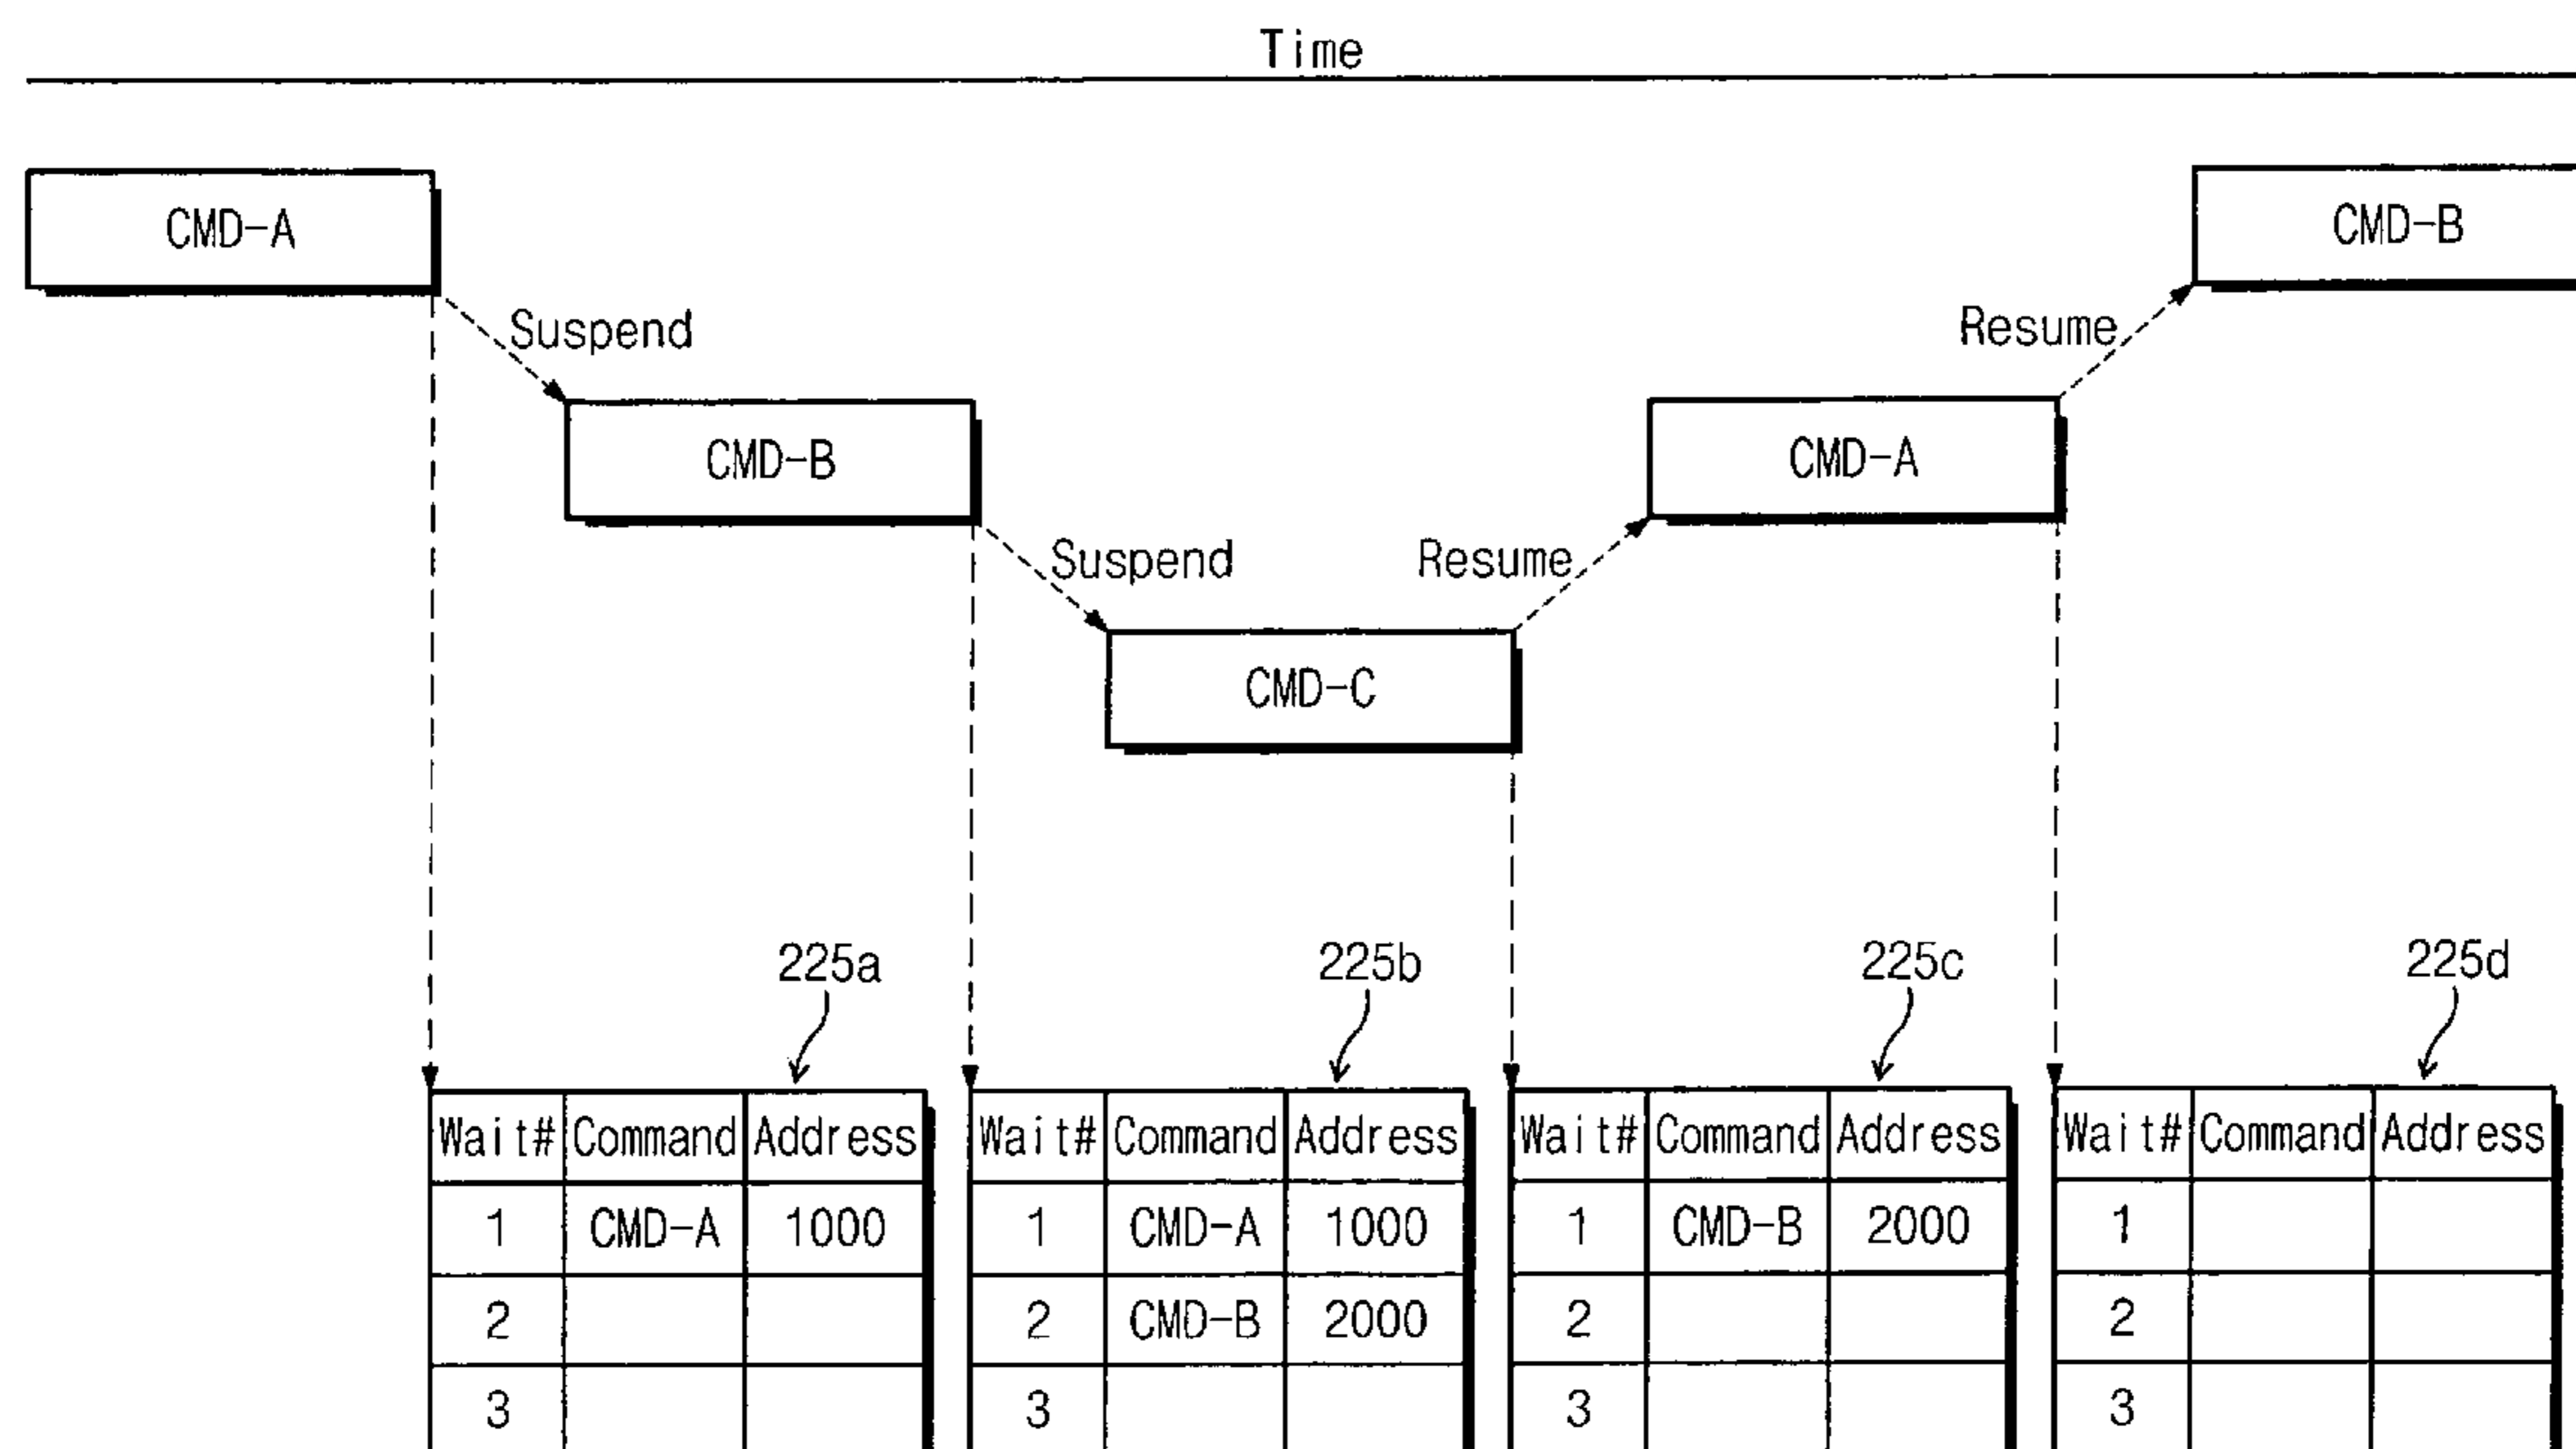 Time
CMD-A
CMD-B
Suspend
Resume
CMD-B
CMD-A
Suspend
Resume
CMD-C
225a
225b
225c
225d
Wait# Command Address Wait# Command Address Wait# Command Address Wait# Command Address
1 CMD-A 1000 1 CMD-A 1000 1 CMD-B 2000 1
2 2 CMD-B 2000 2 2
3 3 3 3